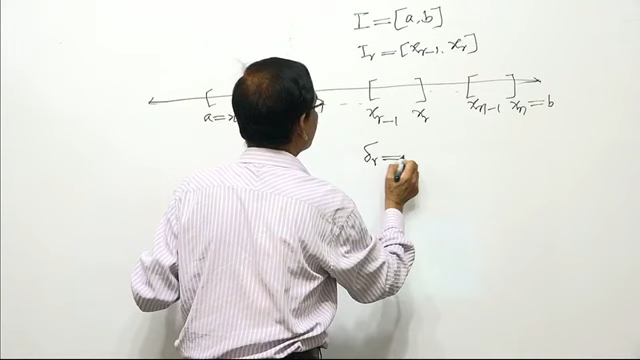 I = [a, b]
I_r = [x_{r-1}, x_r]
a = x
x_{r-1} x_r x_{n-1} x_n = b
δ_r =